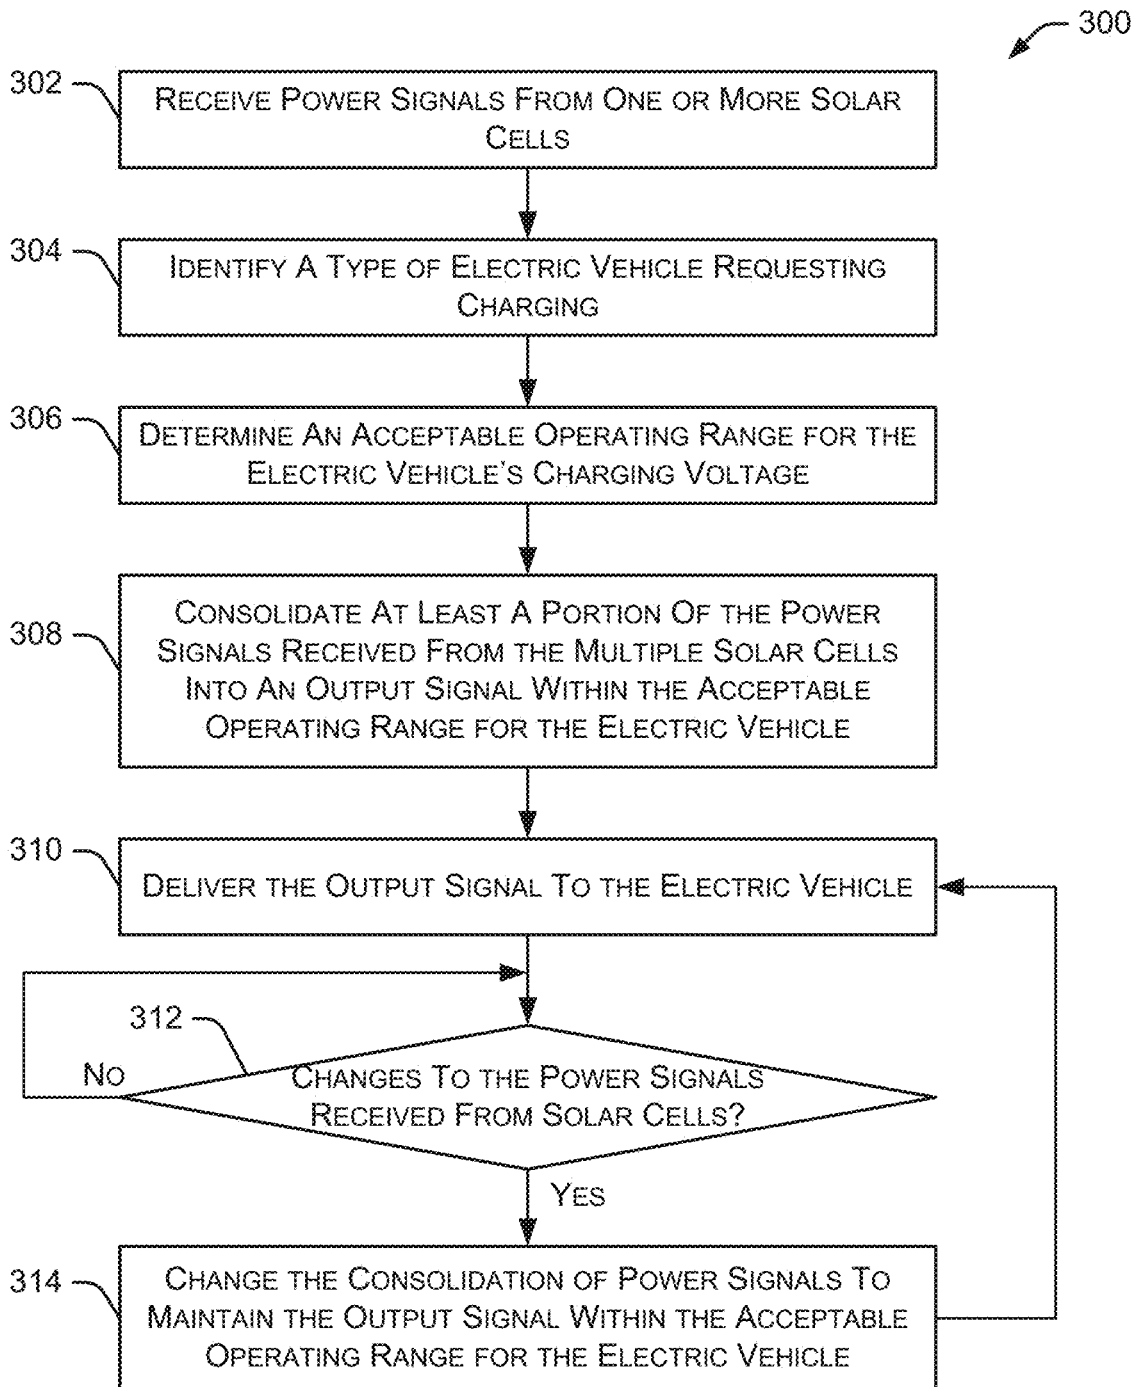 300
302
RECEIVE POWER SIGNALS FROM ONE OR MORE SOLAR
CELLS
304
IDENTIFY A TYPE OF ELECTRIC VEHICLE REQUESTING
CHARGING
306
DETERMINE AN ACCEPTABLE OPERATING RANGE FOR THE
ELECTRIC VEHICLE'S CHARGING VOLTAGE
308
CONSOLIDATE AT LEAST A PORTION OF THE POWER
SIGNALS RECEIVED FROM THE MULTIPLE SOLAR CELLS
INTO AN OUTPUT SIGNAL WITHIN THE ACCEPTABLE
OPERATING RANGE FOR THE ELECTRIC VEHICLE
310
DELIVER THE OUTPUT SIGNAL TO THE ELECTRIC VEHICLE
312
NO
CHANGES TO THE POWER SIGNALS
RECEIVED FROM SOLAR CELLS?
YES
314
CHANGE THE CONSOLIDATION OF POWER SIGNALS TO
MAINTAIN THE OUTPUT SIGNAL WITHIN THE ACCEPTABLE
OPERATING RANGE FOR THE ELECTRIC VEHICLE